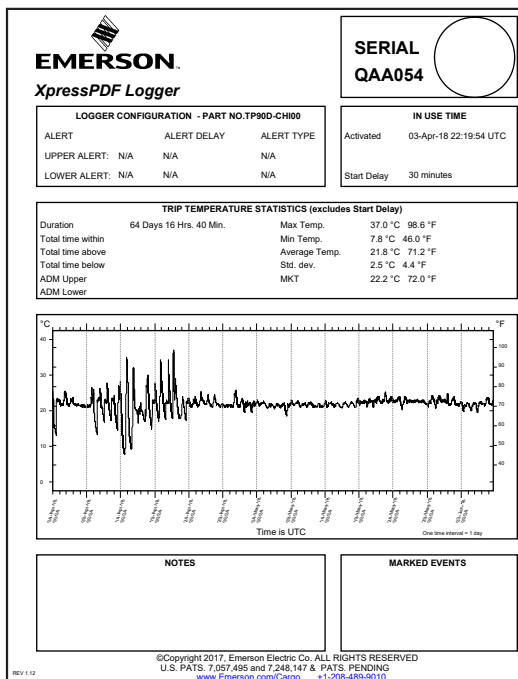 EMERSON
XpressPDF Logger
SERIAL
QAA054
LOGGER CONFIGURATION - PART NO.TP90D-CHI00
ALERT ALERT DELAY ALERT TYPE
UPPER ALERT: N/A N/A N/A
LOWER ALERT: N/A N/A N/A
IN USE TIME
Activated 03-Apr-18 22:19:54 UTC
Start Delay 30 minutes
TRIP TEMPERATURE STATISTICS (excludes Start Delay)
Duration 64 Days 16 Hrs. 40 Min. Max Temp. 37.0 °C 98.6 °F
Total time within Min Temp. 7.8 °C 46.0 °F
Total time above Average Temp. 21.8 °C 71.2 °F
Total time below Std. dev. 2.5 °C 4.4 °F
ADM Upper MKT 22.2 °C 72.0 °F
ADM Lower
°C °F
40 100
30 90
80
20 70
60
10 50
0 40
Time is UTC
One time interval = 1 day
NOTES
MARKED EVENTS
©Copyright 2017, Emerson Electric Co. ALL RIGHTS RESERVED
U.S. PATS. 7,057,495 and 7,248,147 & PATS. PENDING
www.Emerson.com/Cargo +1-208-489-9010
REV 1.12